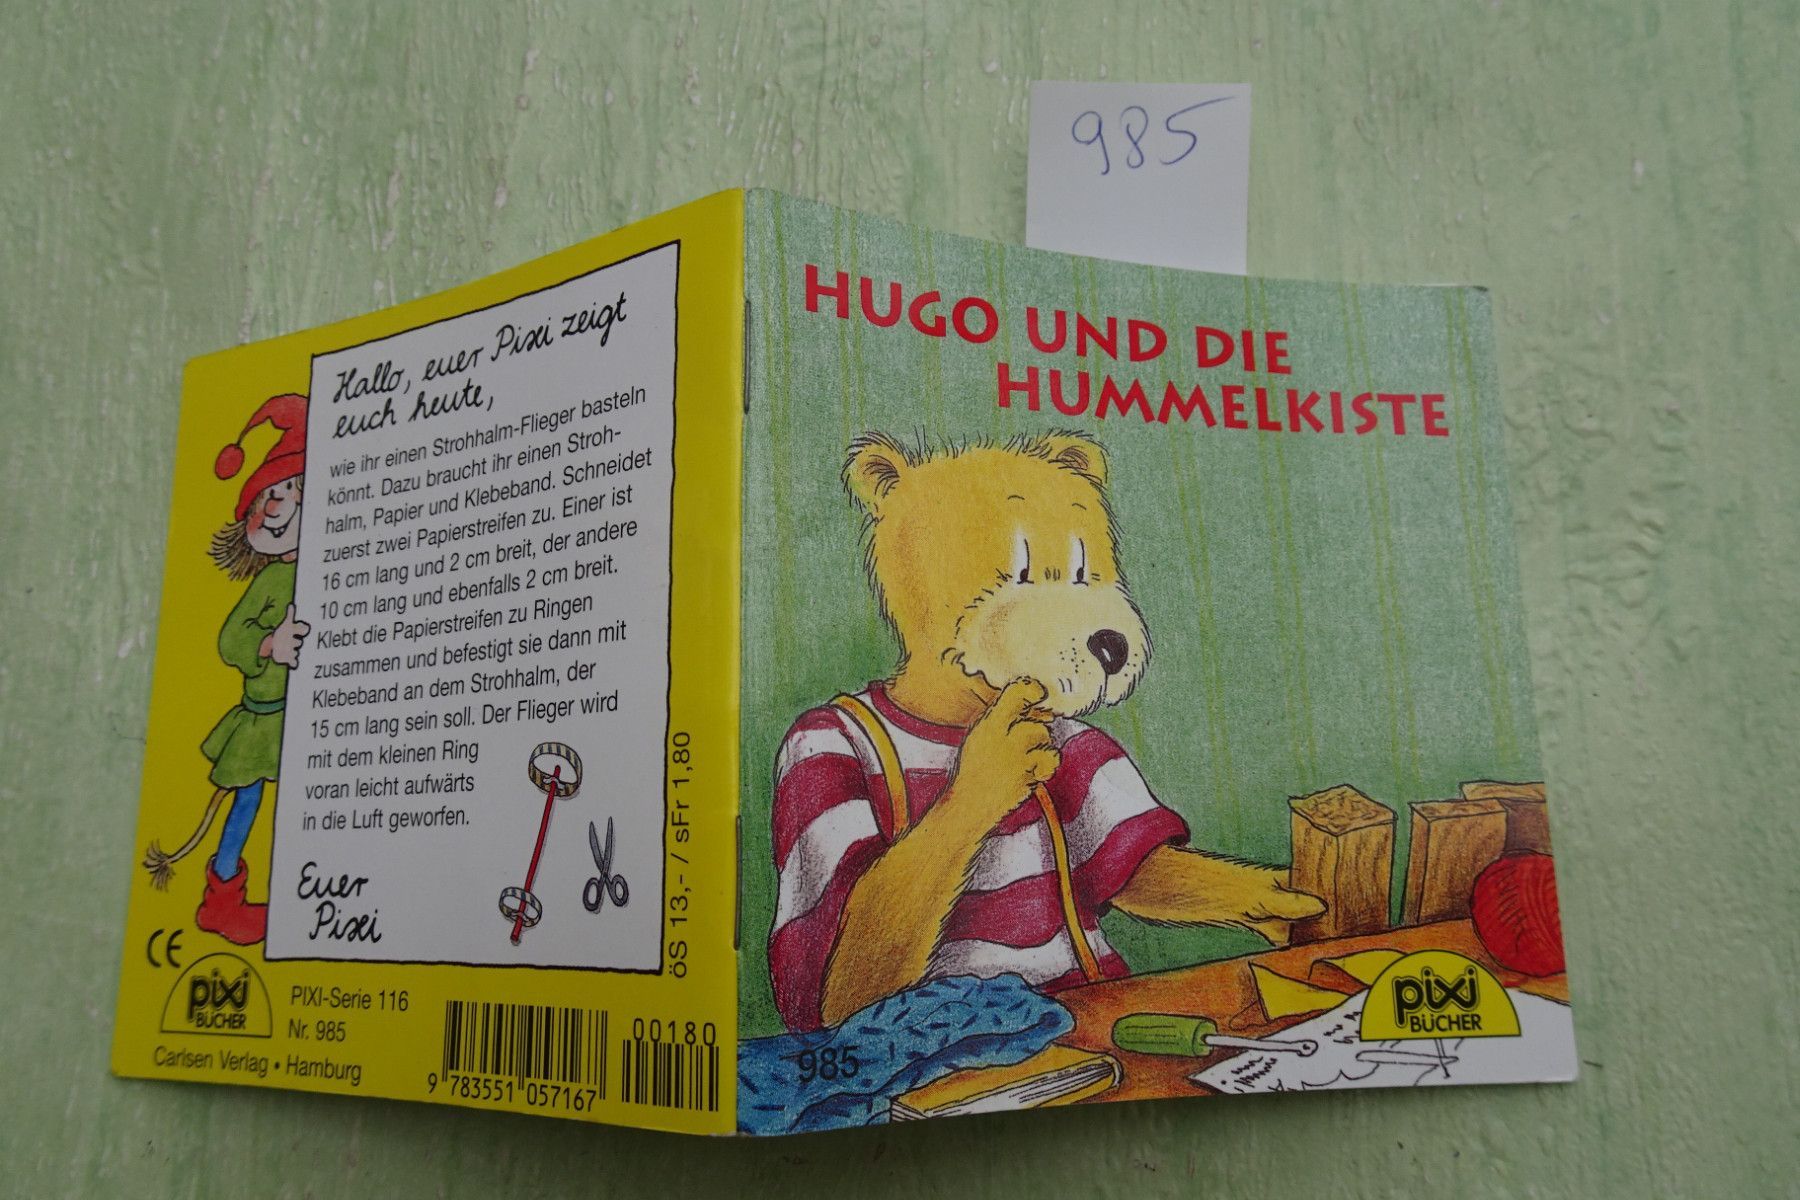 985
Hallo, euer Pixi zeigt
euch heute,
wie ihr einen Strohhalm-Flieger basteln
könnt. Dazu braucht ihr einen Stroh-
halm, Papier und Klebeband. Schneidet
zuerst zwei Papierstreifen zu. Einer ist
16 cm lang und 2 cm breit, der andere
10 cm lang und ebenfalls 2 cm breit.
Klebt die Papierstreifen zu Ringen
zusammen und befestigt sie dann mit
Klebeband an dem Strohhalm, der
15 cm lang sein soll. Der Flieger wird
mit dem kleinen Ring
voran leicht aufwärts
in die Luft geworfen.
Euer
Pixi
öS 13,- / sFr 1,80
CE
pixi
BÜCHER
PIXI-Serie 116
Nr. 985
Carlsen Verlag • Hamburg
00180
9 783551 057167
HUGO UND DIE
HUMMELKISTE
985
pixi
BÜCHER